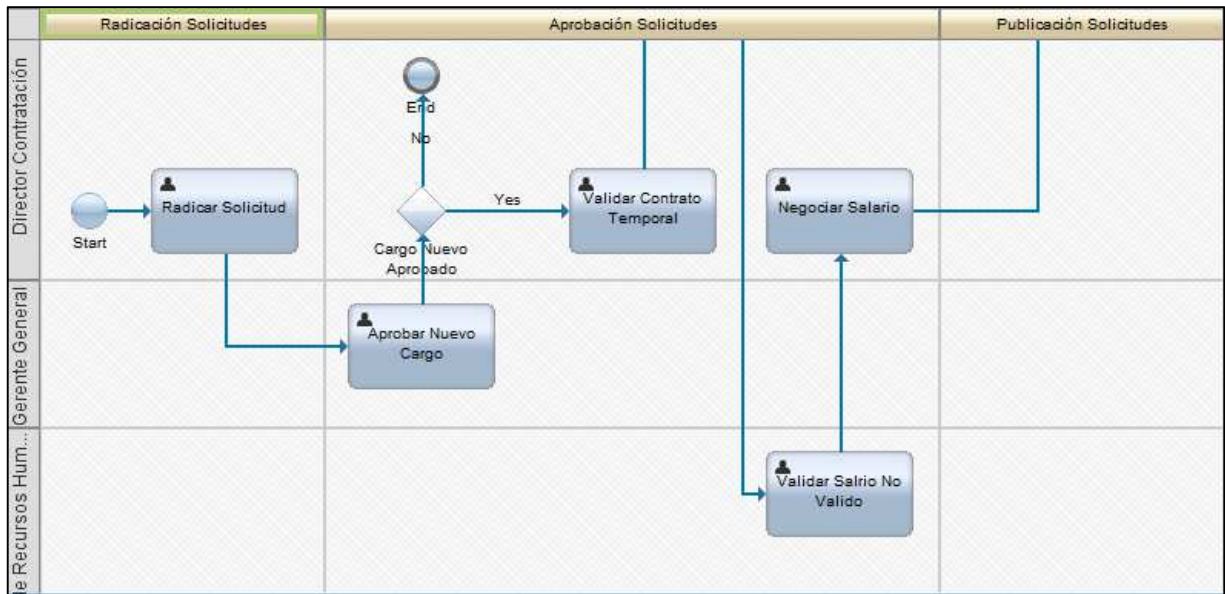 Radicación Solicitudes
Aprobación Solicitudes
Publicación Solicitudes
Director Contratación
Start
Radicar Solicitud
End
No
Cargo Nuevo
Aprobado
Yes
Validar Contrato
Temporal
Negociar Salario
Gerente General
Aprobar Nuevo
Cargo
de Recursos Hum...
Validar Salrio No
Valido